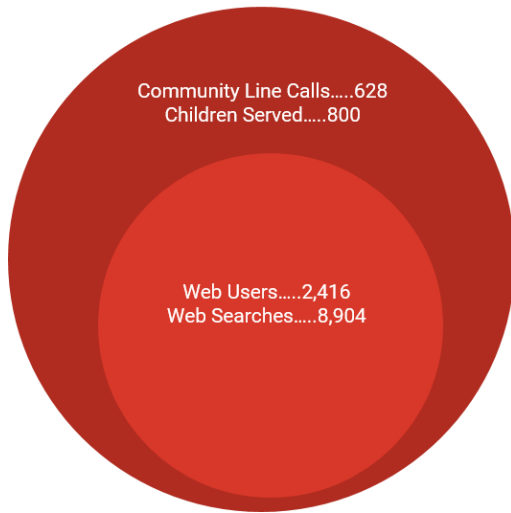 Community Line Calls.....628
Children Served.....800
Web Users.....2,416
Web Searches.....8,904